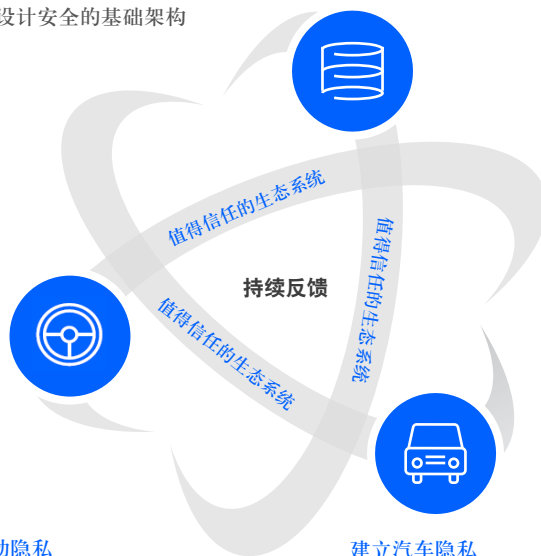 设计安全的基础架构
值得信任的生态系统
值得信任的生态系统
持续反馈
值得信任的生态系统
动隐私
建立汽车隐私